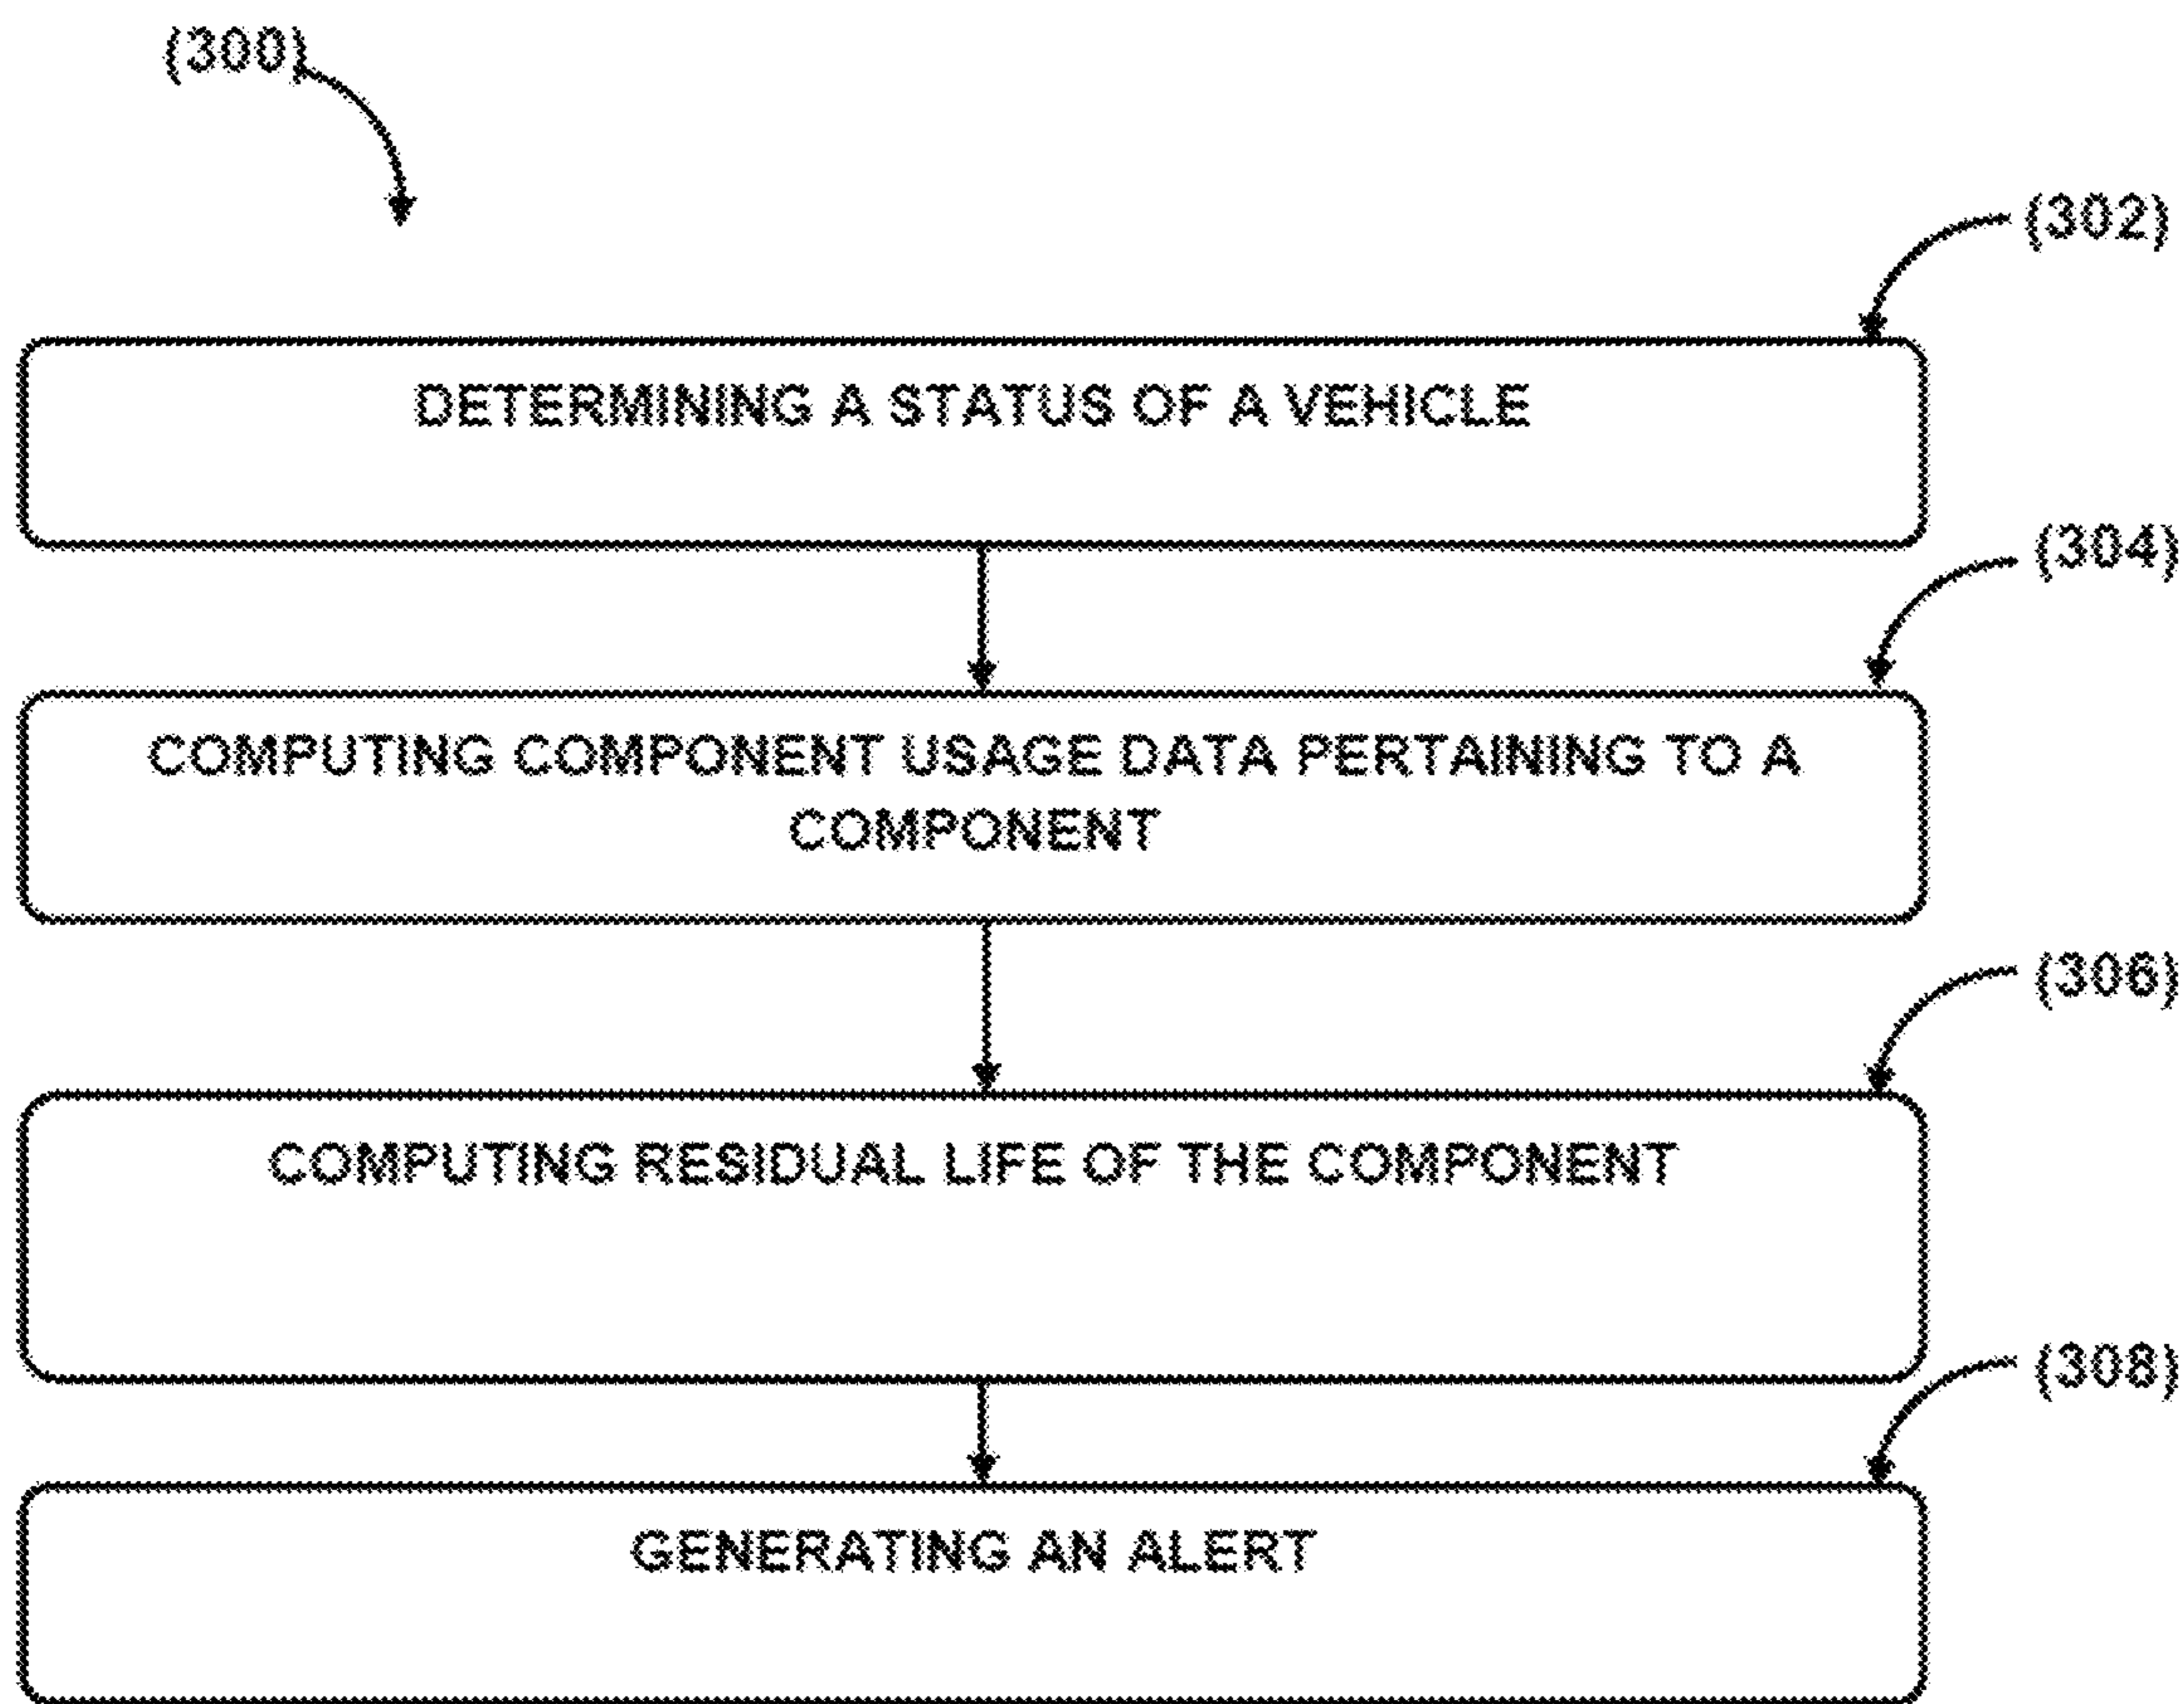 (300)
(302)
DETERMINING A STATUS OF A VEHICLE
(304)
COMPUTING COMPONENT USAGE DATA PERTAINING TO A
COMPONENT
(306)
COMPUTING RESIDUAL LIFE OF THE COMPONENT
(308)
GENERATING AN ALERT